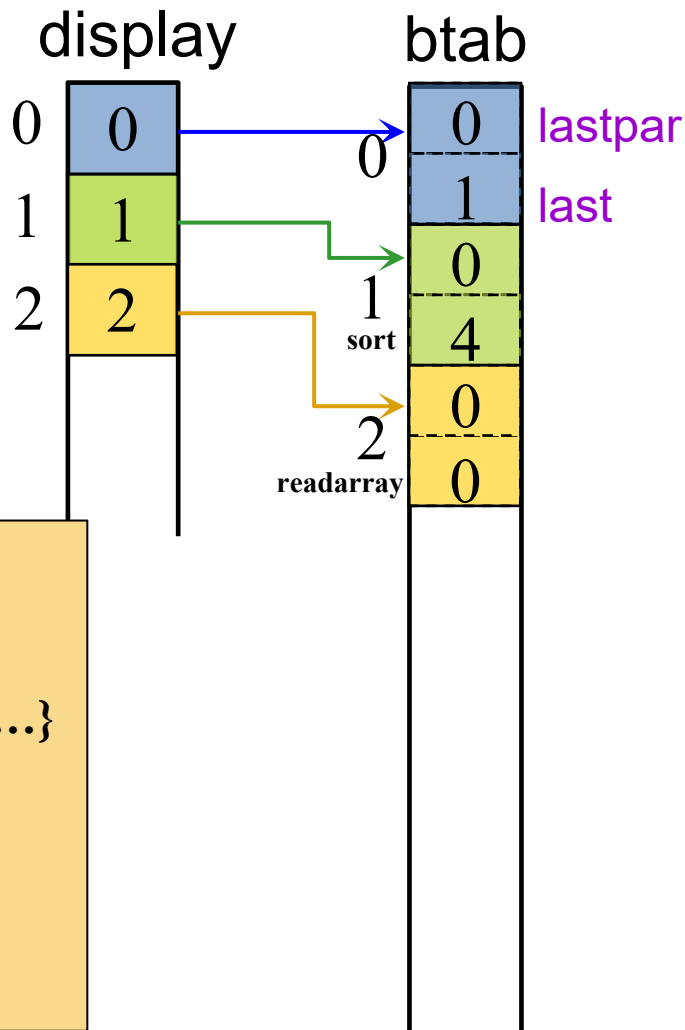 display btab
0 0 0 lastpar
0
1 1 1 last
0
2 2 1
sort 4
0
2
readarray 0
...}